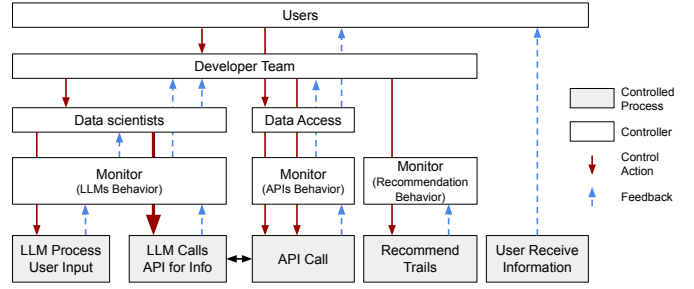 Users
Developer Team
Data scientists
Data Access
Monitor
(LLMs Behavior)
Monitor
(APIs Behavior)
Monitor
(Recommendation
Behavior)
LLM Process
User Input
LLM Calls
API for Info
API Call
Recommend
Trails
User Receive
Information
Controlled
Process
Controller
Control
Action
Feedback